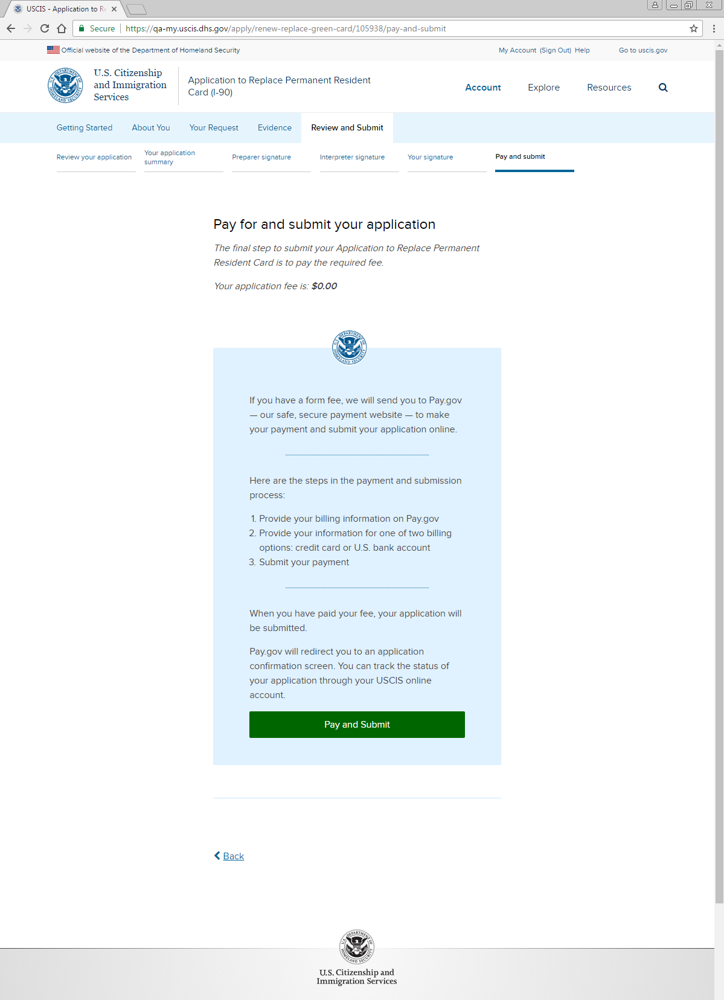 USCIS - Application to Re
Secure
https://qa-my.uscis.dhs.gov/apply/renew-replace-green-card/105938/pay-and-submit
Official website of the Department of Homeland Security
My Account (Sign Out) Help
Go to uscis.gov
U.S. Citizenship
and Immigration
Services
Application to Replace Permanent Resident
Card (I-90)
Account
Explore
Resources
Getting Started
About You
Your Request
Evidence
Review and Submit
Review your application
Your application
summary
Preparer signature
Interpreter signature
Your signature
Pay and submit
Pay for and submit your application
The final step to submit your Application to Replace Permanent
Resident Card is to pay the required fee.
Your application fee is: $0.00
U.S. DEPARTMENT OF HOMELAND SECURITY
If you have a form fee, we will send you to Pay.gov
— our safe, secure payment website — to make
your payment and submit your application online.
Here are the steps in the payment and submission
process:
1. Provide your billing information on Pay.gov
2. Provide your information for one of two billing
options: credit card or U.S. bank account
3. Submit your payment
When you have paid your fee, your application will
be submitted.
Pay.gov will redirect you to an application
confirmation screen. You can track the status of
your application through your USCIS online
account.
Pay and Submit
Back
U.S. DEPARTMENT OF HOMELAND SECURITY
U.S. Citizenship and
Immigration Services